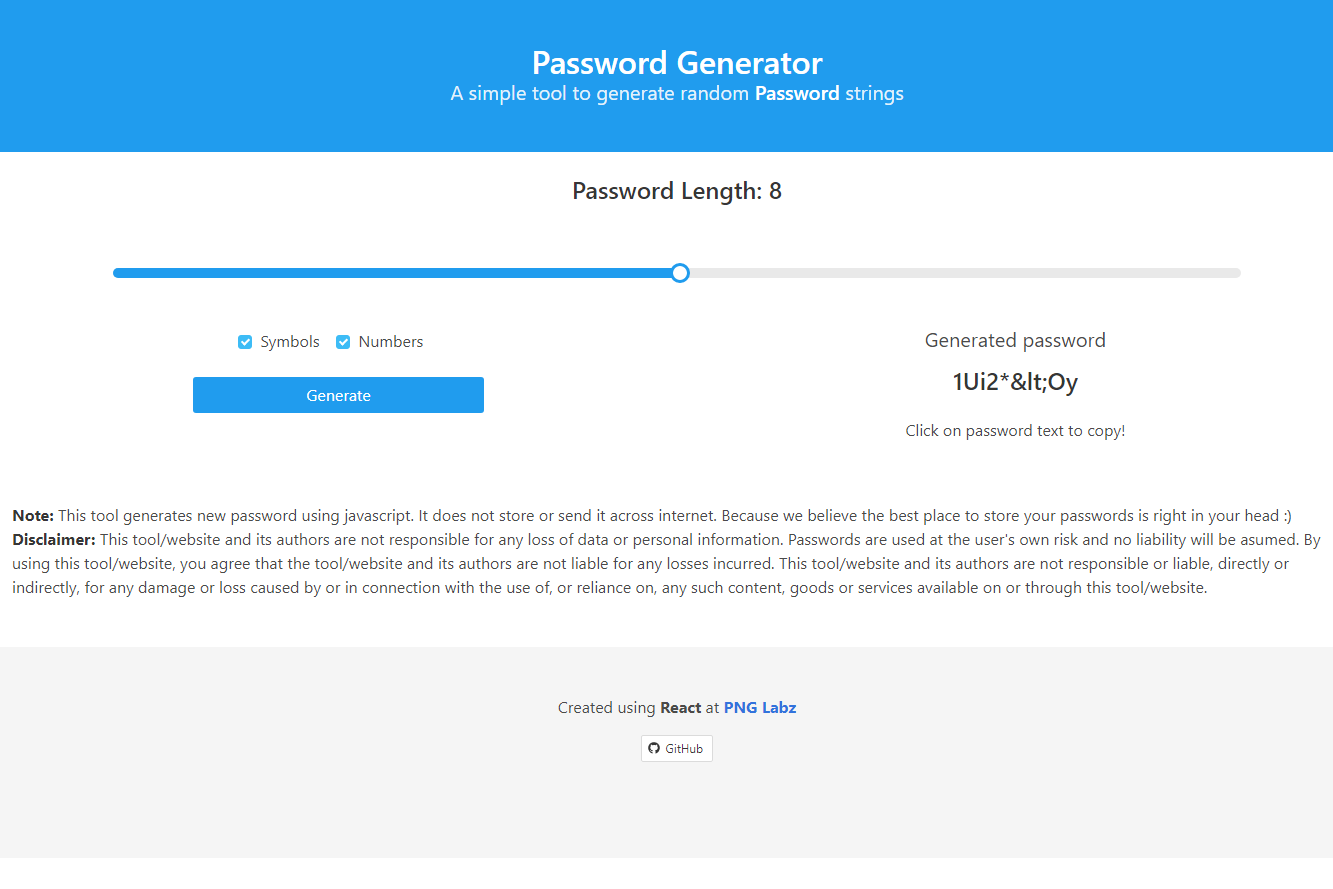 Password Generator
A simple tool to generate random Password strings
Password Length: 8
Symbols Numbers
Generate
Generated password
1Ui2*&lt;Oy
Click on password text to copy!
Note: This tool generates new password using javascript. It does not store or send it across internet. Because we believe the best place to store your passwords is right in your head :)
Disclaimer: This tool/website and its authors are not responsible for any loss of data or personal information. Passwords are used at the user's own risk and no liability will be asumed. By
using this tool/website, you agree that the tool/website and its authors are not liable for any losses incurred. This tool/website and its authors are not responsible or liable, directly or
indirectly, for any damage or loss caused by or in connection with the use of, or reliance on, any such content, goods or services available on or through this tool/website.
Created using React at PNG Labz
GitHub